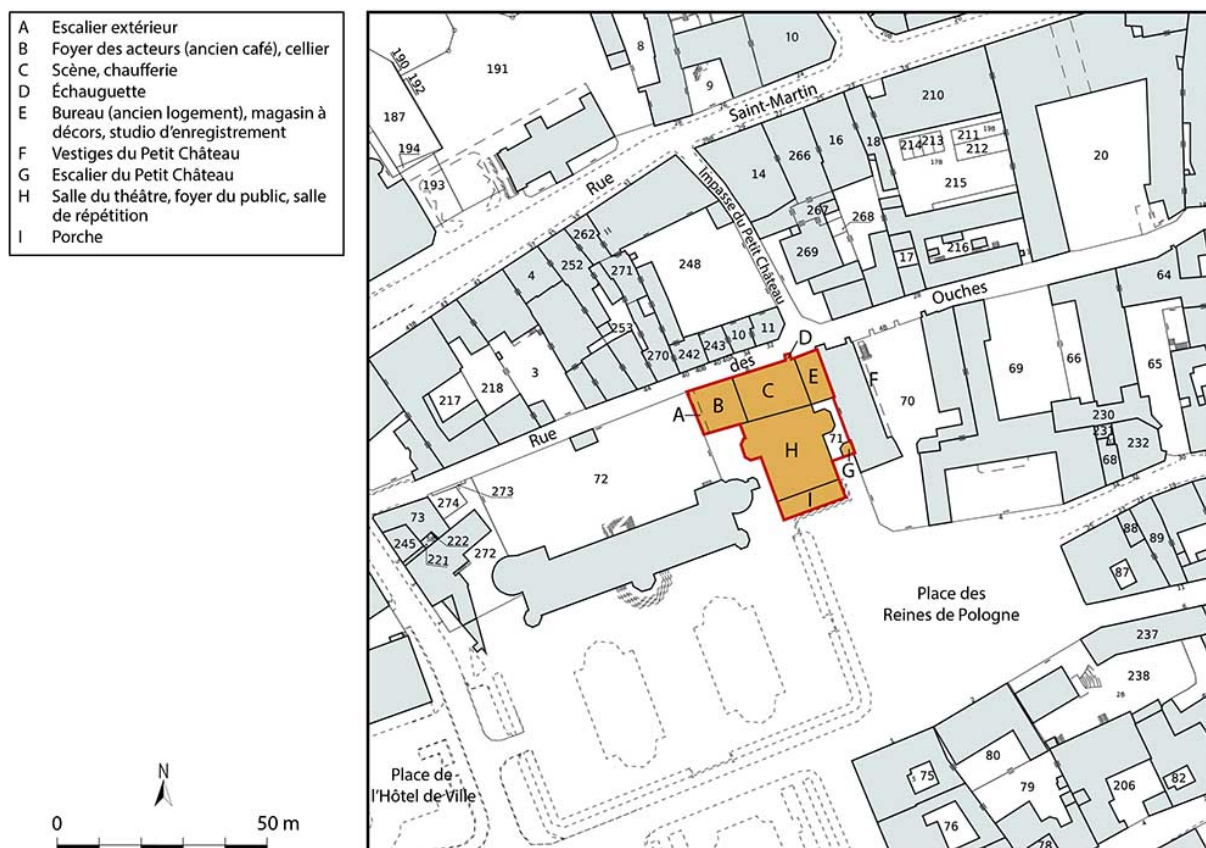 A Escalier extérieur
B Foyer des acteurs (ancien café), cellier
C Scène, chaufferie
D Échauguette
E Bureau (ancien logement), magasin à
décors, studio d'enregistrement
F Vestiges du Petit Château
G Escalier du Petit Château
H Salle du théâtre, foyer du public, salle
de répétition
I Porche
N
0 50 m
190
192
191
187
194
193
8
10
9
Rue Saint-Martin
210
20
16
18
266
14
214
213
211
212
215
Impasse du Petit Château
267
268
269
17
216
262
252
4
271
248
253
3
218
217
270
242
243
10
11
Rue des Ouches
64
69
66
65
70
230
231
232
68
A
B
C
D
E
F
G
H
I
71
72
273
274
73
245
222
221
272
Place des
Reines de Pologne
88
89
87
237
238
Place de
l'Hôtel de Ville
75
80
79
76
78
206
82